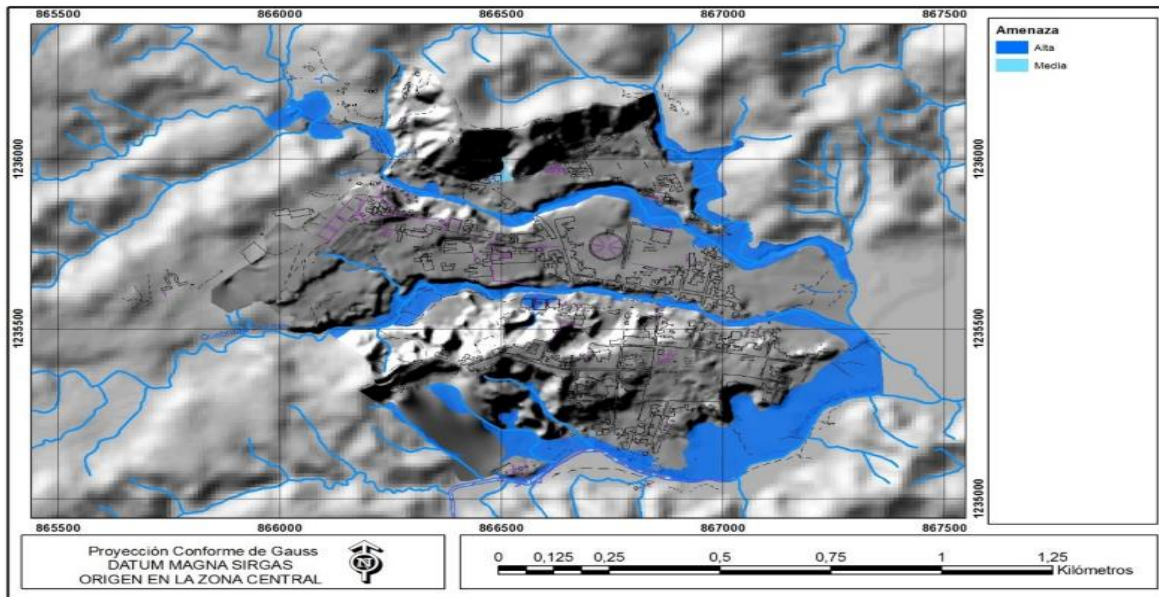 865500 866000 866500 867000 867500
Amenaza
Alta
Media
1236000 1236000
1235500 1235500
1235000 1235000
865500 866000 866500 867000 867500
Proyección Conforme de Gauss
DATUM MAGNA SIRGAS
ORIGEN EN LA ZONA CENTRAL
N
0 0,125 0,25 0,5 0,75 1 1,25
Kilómetros